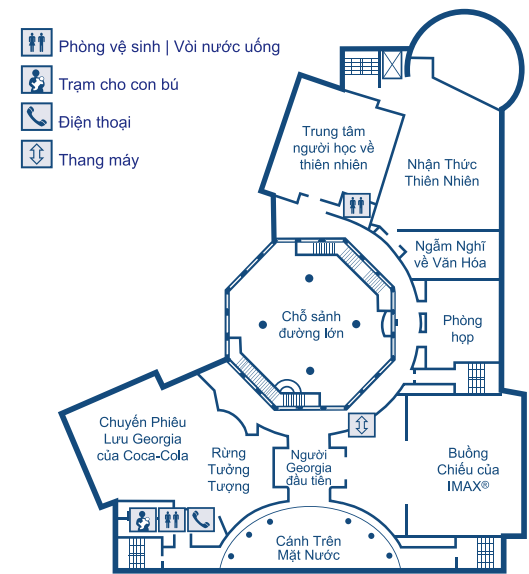 Phòng vệ sinh | Vòi nước uống
Trạm cho con bú
Điện thoại
Thang máy
Trung tâm
người học về
thiên nhiên
Nhận Thức
Thiên Nhiên
Ngẫm Nghĩ
về Văn Hóa
Chỗ sảnh
đường lớn
Phòng
họp
Chuyến Phiêu
Lưu Georgia
của Coca-Cola
Rừng
Tưởng
Tượng
Người
Georgia
đầu tiên
Buồng
Chiếu của
IMAX®
Cánh Trên
Mặt Nước